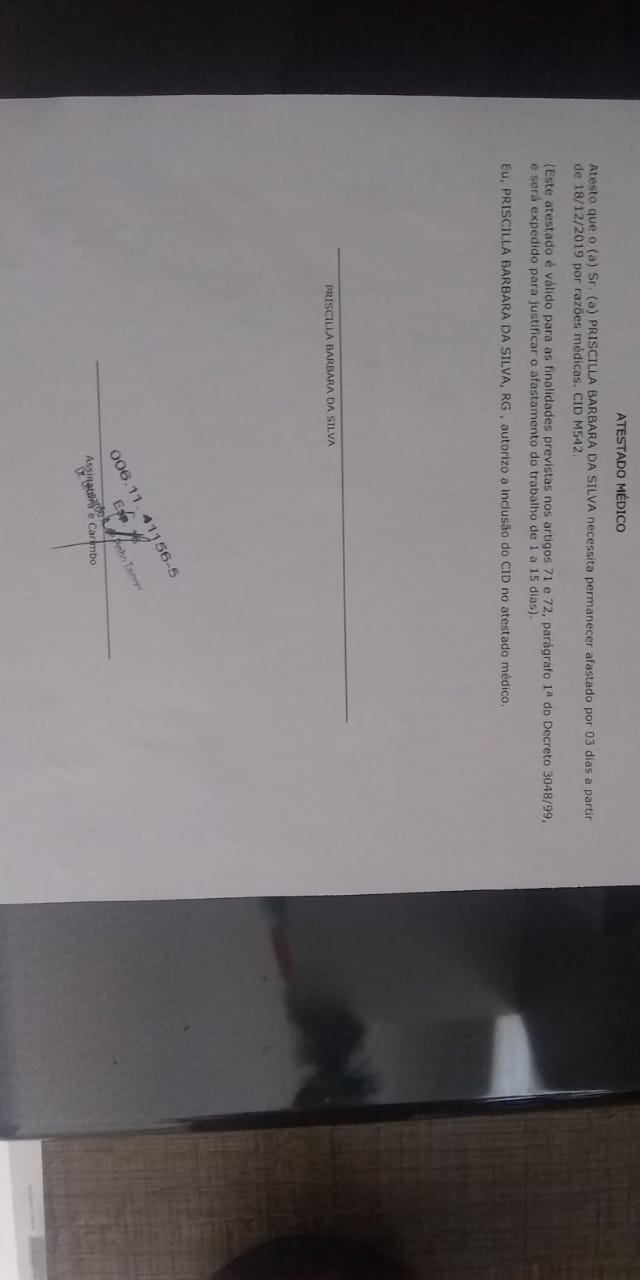 ATESTADO MÉDICO
Atesto que o (a) Sr. (a) PRISCILLA BARBARA DA SILVA necessita permanecer afastado por 03 dias a partir
de 18/12/2019 por razões médicas. CID M542.
(Este atestado é válido para as finalidades previstas nos artigos 71 e 72, parágrafo 1ª do Decreto 3048/99,
e será expedido para justificar o afastamento do trabalho de 1 a 15 dias).
Eu, PRISCILLA BARBARA DA SILVA, RG , autorizo a inclusão do CID no atestado médico.
PRISCILLA BARBARA DA SILVA
006.11. 41156-5
Assinatura e Carimbo